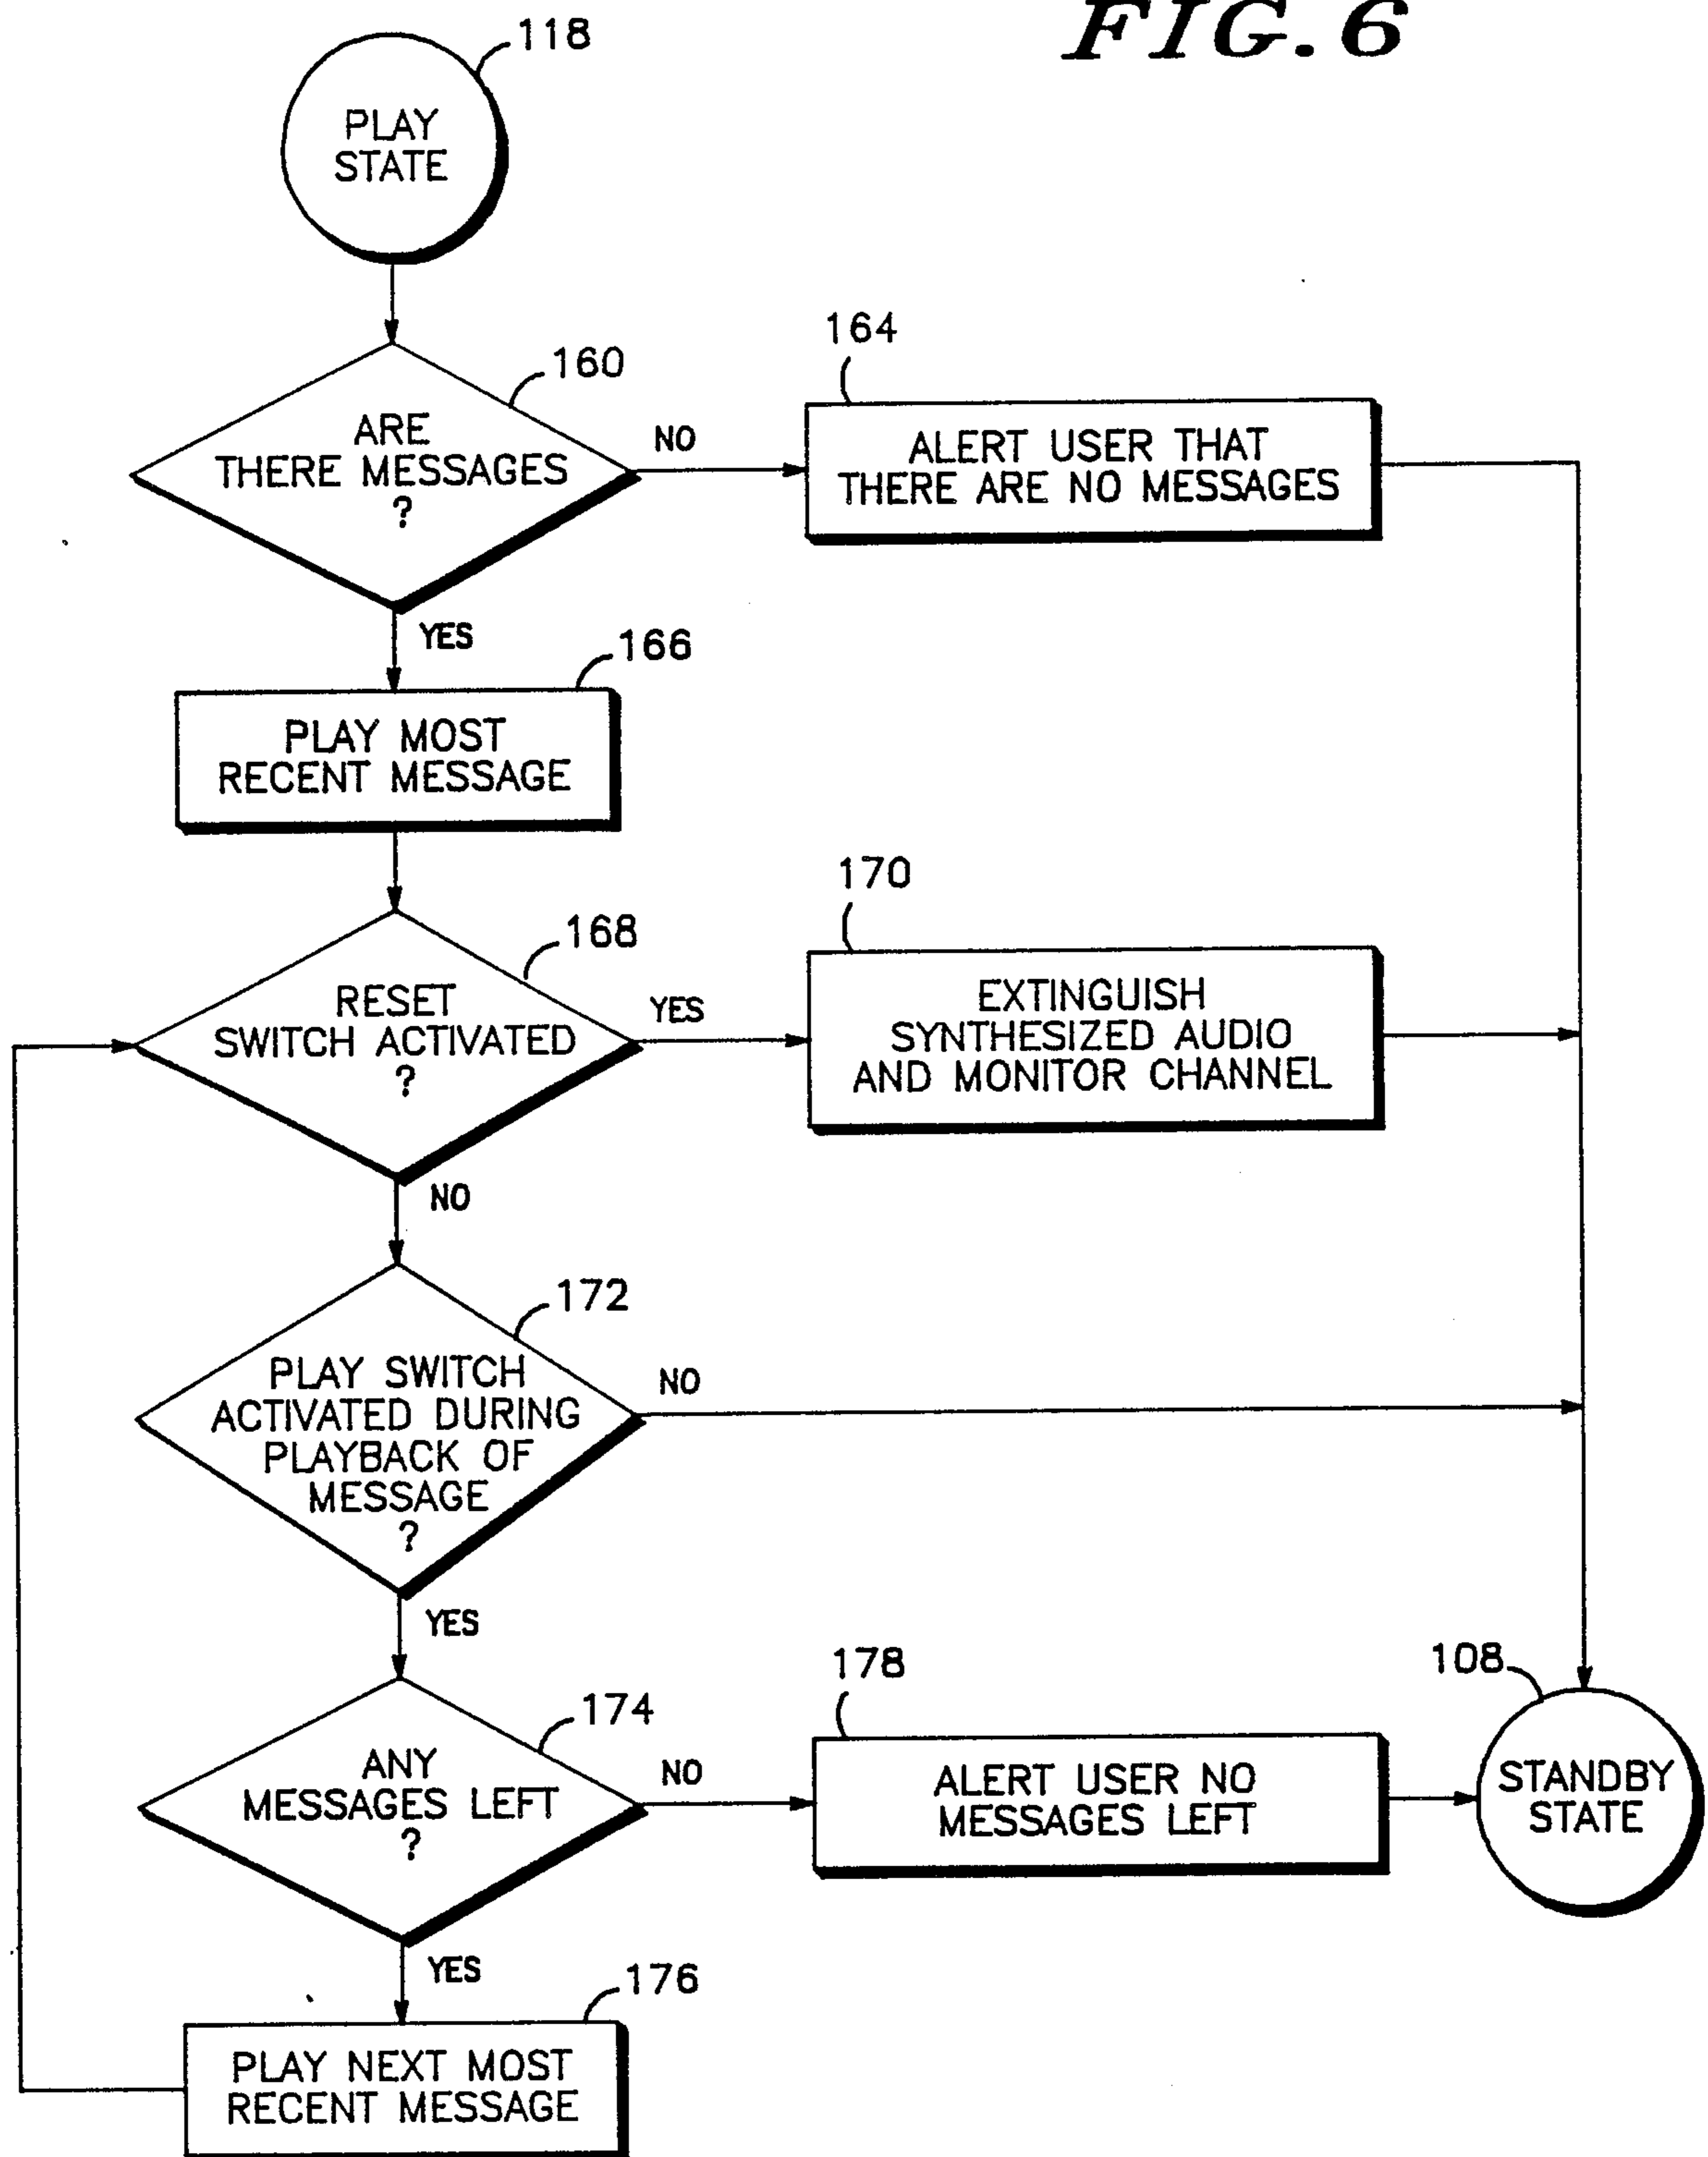 FIG. 6
118
PLAY
STATE
160
ARE
THERE MESSAGES
?
NO
164
ALERT USER THAT
THERE ARE NO MESSAGES
YES
166
PLAY MOST
RECENT MESSAGE
168
RESET
SWITCH ACTIVATED
?
YES
170
EXTINGUISH
SYNTHESIZED AUDIO
AND MONITOR CHANNEL
NO
172
PLAY SWITCH
ACTIVATED DURING
PLAYBACK OF
MESSAGE
?
NO
YES
174
ANY
MESSAGES LEFT
?
NO
178
ALERT USER NO
MESSAGES LEFT
108
STANDBY
STATE
YES
176
PLAY NEXT MOST
RECENT MESSAGE